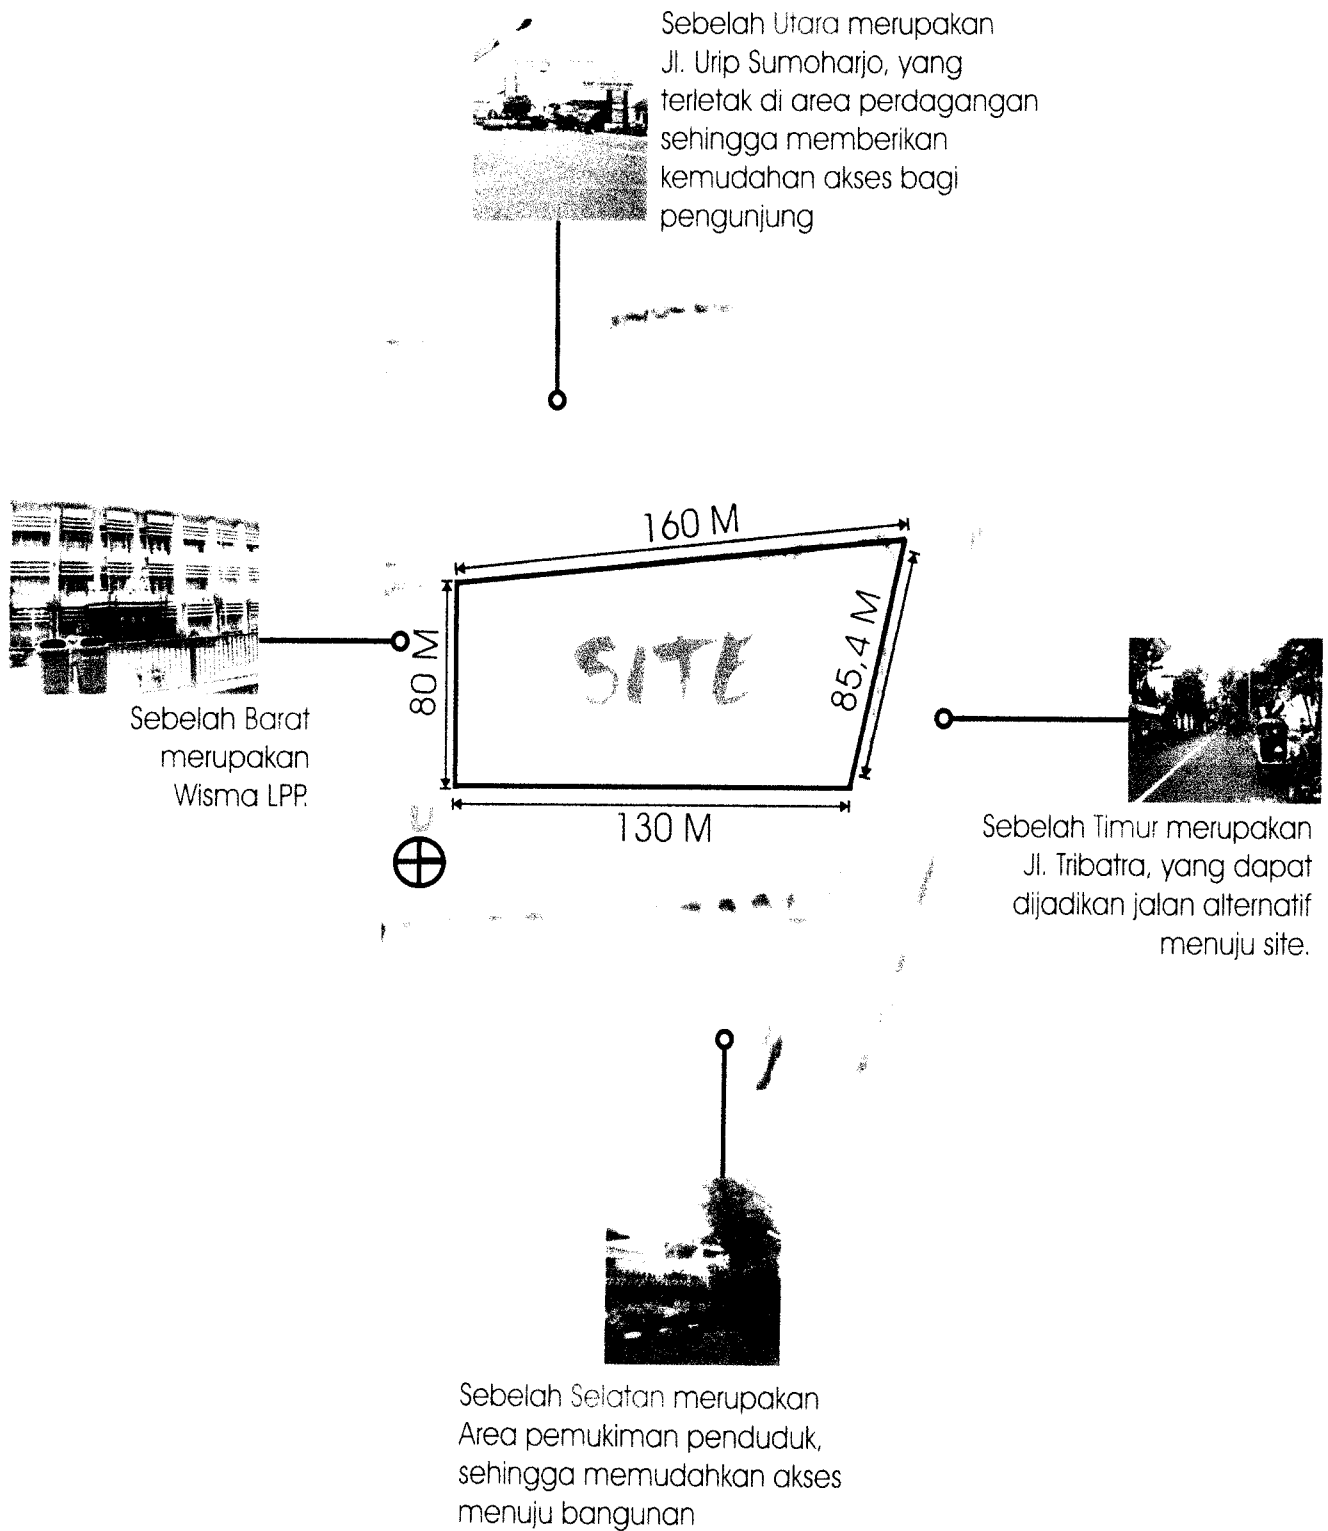 Sebelah Utara merupakan
Jl. Urip Sumoharjo, yang
terletak di area perdagangan
sehingga memberikan
kemudahan akses bagi
pengunjung
160 M
80 M
SITE
85,4 M
130 M
U
Sebelah Barat
merupakan
Wisma LPP.
Sebelah Timur merupakan
Jl. Tribatra, yang dapat
dijadikan jalan alternatif
menuju site.
Sebelah Selatan merupakan
Area pemukiman penduduk,
sehingga memudahkan akses
menuju bangunan